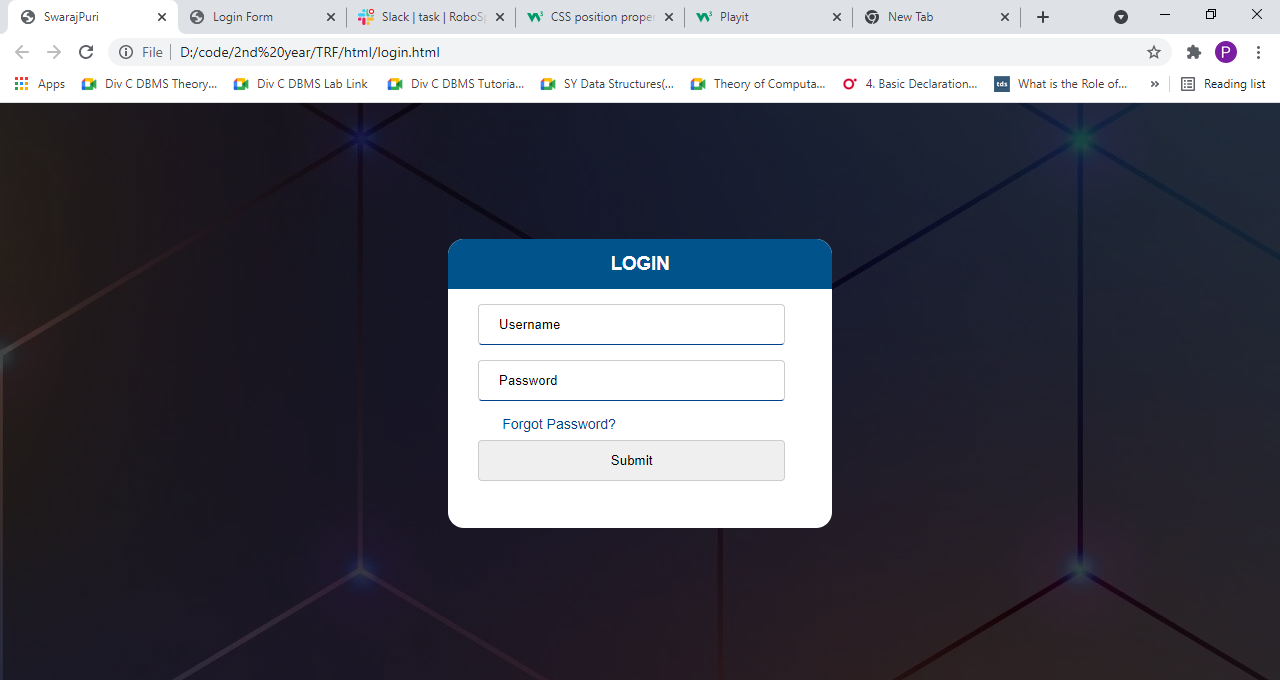 SwarajPuri
Login Form
Slack | task | RoboS
CSS position proper
Playit
New Tab
File
D:/code/2nd%20year/TRF/html/login.html
P
Apps
Div C DBMS Theory...
Div C DBMS Lab Link
Div C DBMS Tutoria...
SY Data Structures(...
Theory of Computa...
4. Basic Declaration...
tds
What is the Role of...
»
Reading list
LOGIN
Username
Password
Forgot Password?
Submit